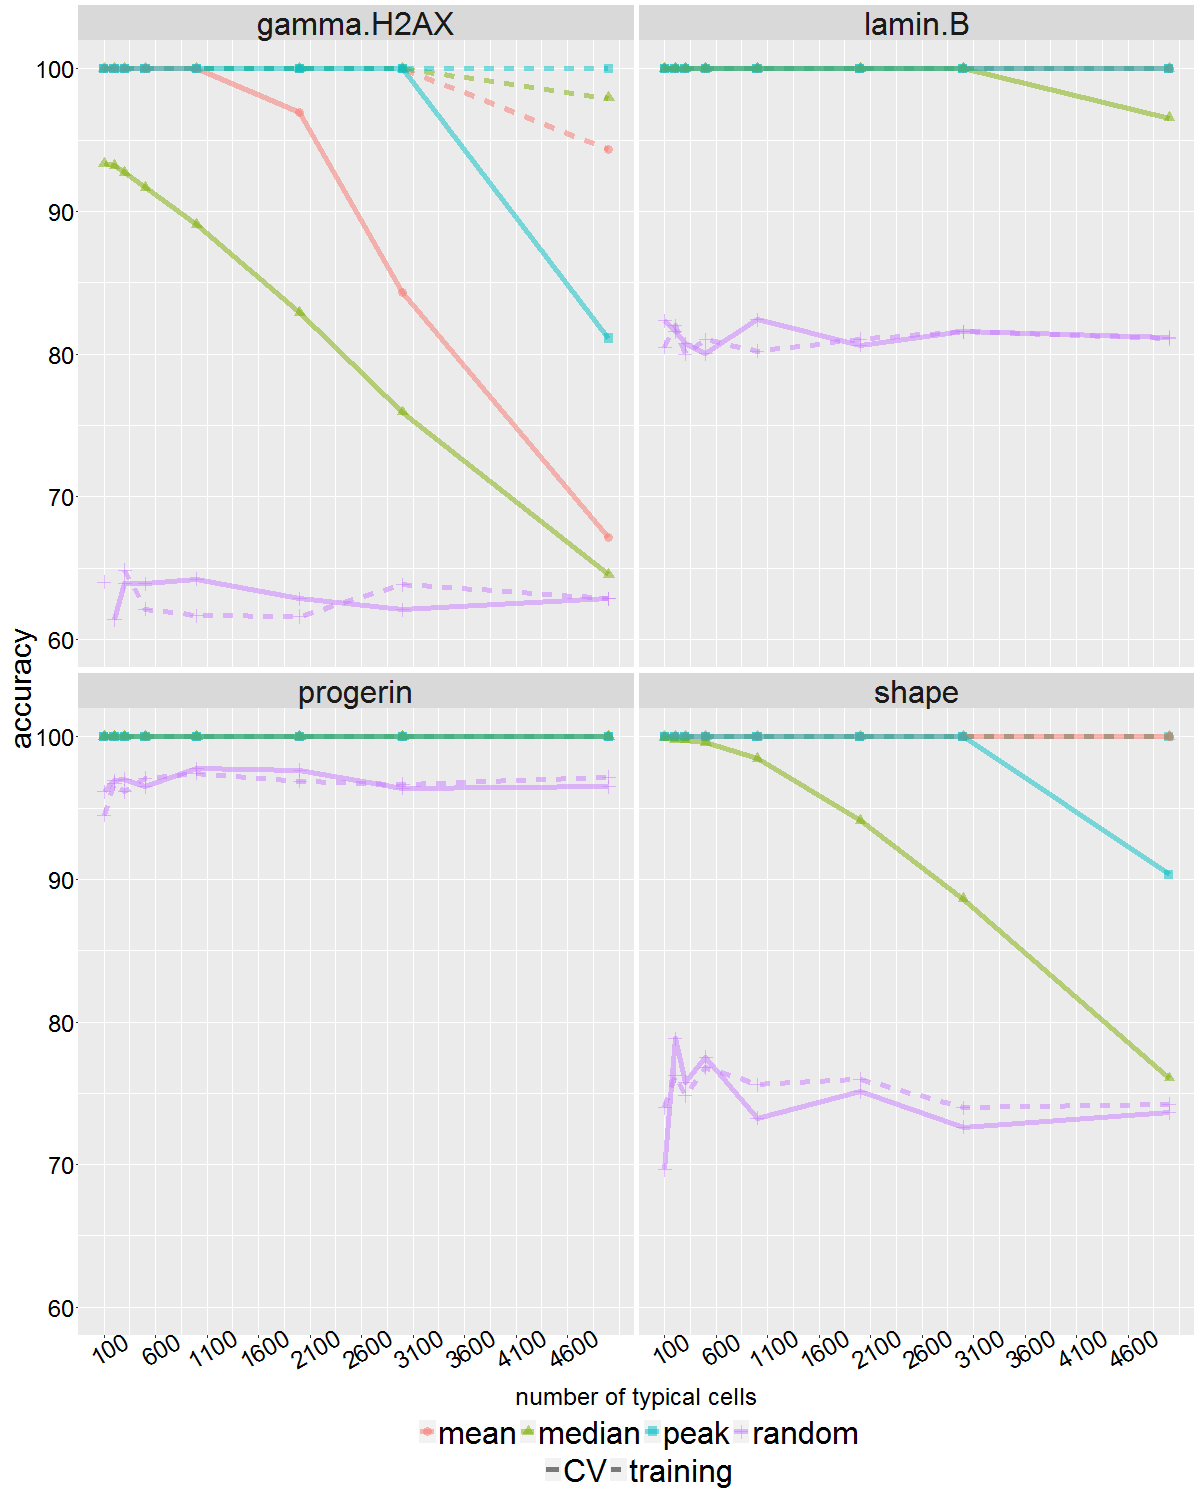 gamma.H2AX
lamin.B
100
90
80
70
60
progerin
shape
100
90
80
70
60
accuracy
100 600 1100 1600 2100 2600 3100 3600 4100 4600
100 600 1100 1600 2100 2600 3100 3600 4100 4600
number of typical cells
mean median peak random
CV training